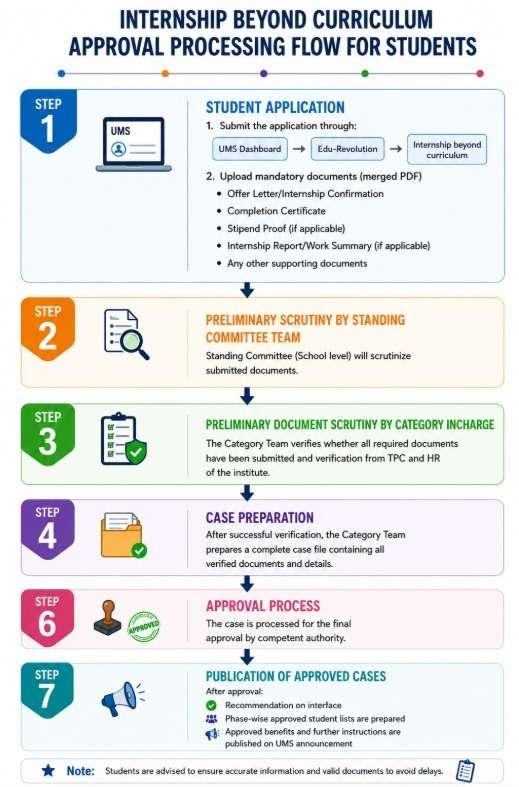 INTERNSHIP BEYOND CURRICULUM
APPROVAL PROCESSING FLOW FOR STUDENTS
STEP
1
UMS
STUDENT APPLICATION
1. Submit the application through:
UMS Dashboard → Edu-Revolution → Internship beyond
curriculum
2. Upload mandatory documents (merged PDF)
• Offer Letter/Internship Confirmation
• Completion Certificate
• Stipend Proof (if applicable)
• Internship Report/Work Summary (if applicable)
• Any other supporting documents
STEP
2
PRELIMINARY SCRUTINY BY STANDING
COMMITTEE TEAM
Standing Committee (School level) will scrutinize
submitted documents.
STEP
3
PRELIMINARY DOCUMENT SCRUTINY BY CATEGORY INCHARGE
The Category Team verifies whether all required documents
have been submitted and verification from TPC and HR
of the institute.
STEP
4
CASE PREPARATION
After successful verification, the Category Team
prepares a complete case file containing all
verified documents and details.
STEP
6
APPROVED
APPROVAL PROCESS
The case is processed for the final
approval by competent authority.
STEP
7
PUBLICATION OF APPROVED CASES
After approval:
Recommendation on interface
Phase-wise approved student lists are prepared
Approved benefits and further instructions are
published on UMS announcement
Note: Students are advised to ensure accurate information and valid documents to avoid delays.